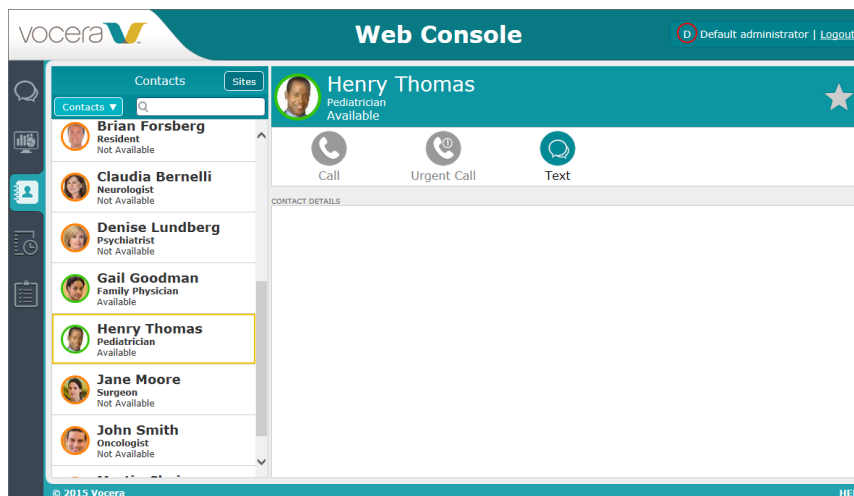 vocera
Web Console
D Default administrator | Logout
Contacts Sites
Contacts ▼
Brian Forsberg
Resident
Not Available
Claudia Bernelli
Neurologist
Not Available
Denise Lundberg
Psychiatrist
Not Available
Gail Goodman
Family Physician
Available
Henry Thomas
Pediatrician
Available
Jane Moore
Surgeon
Not Available
John Smith
Oncologist
Not Available
Henry Thomas
Pediatrician
Available
Call Urgent Call Text
CONTACT DETAILS
© 2015 Vocera